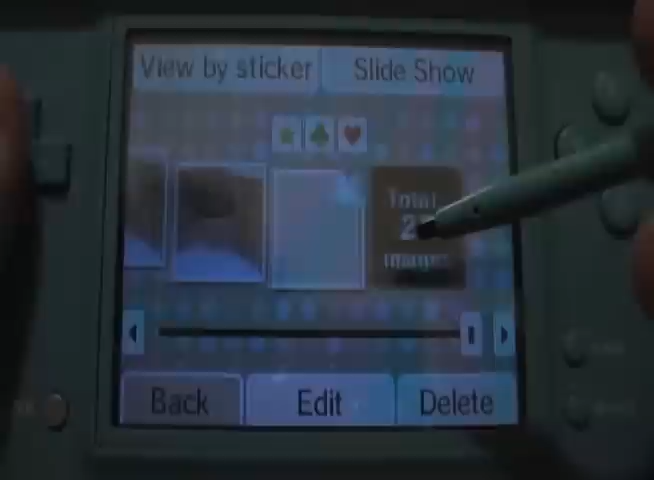 View by sticker
Slide Show
Total
images
Back
Edit
Delete